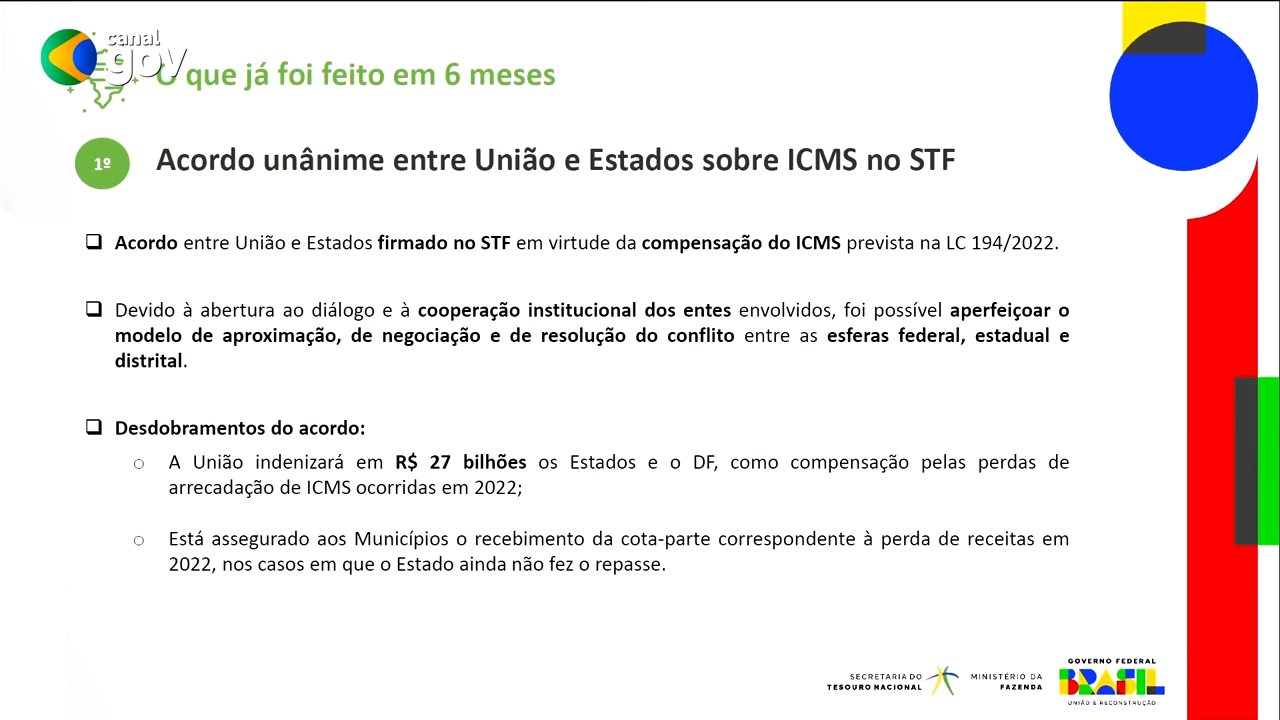 canal
gov
O que já foi feito em 6 meses
1º
Acordo unânime entre União e Estados sobre ICMS no STF
Acordo entre União e Estados firmado no STF em virtude da compensação do ICMS prevista na LC 194/2022.
Devido à abertura ao diálogo e à cooperação institucional dos entes envolvidos, foi possível aperfeiçoar o
modelo de aproximação, de negociação e de resolução do conflito entre as esferas federal, estadual e
distrital.
Desdobramentos do acordo:
A União indenizará em R$ 27 bilhões os Estados e o DF, como compensação pelas perdas de
arrecadação de ICMS ocorridas em 2022;
Está assegurado aos Municípios o recebimento da cota-parte correspondente à perda de receitas em
2022, nos casos em que o Estado ainda não fez o repasse.
SECRETARIA DO
TESOURO NACIONAL
MINISTÉRIO DA
FAZENDA
GOVERNO FEDERAL
BRASIL
UNIÃO E RECONSTRUÇÃO